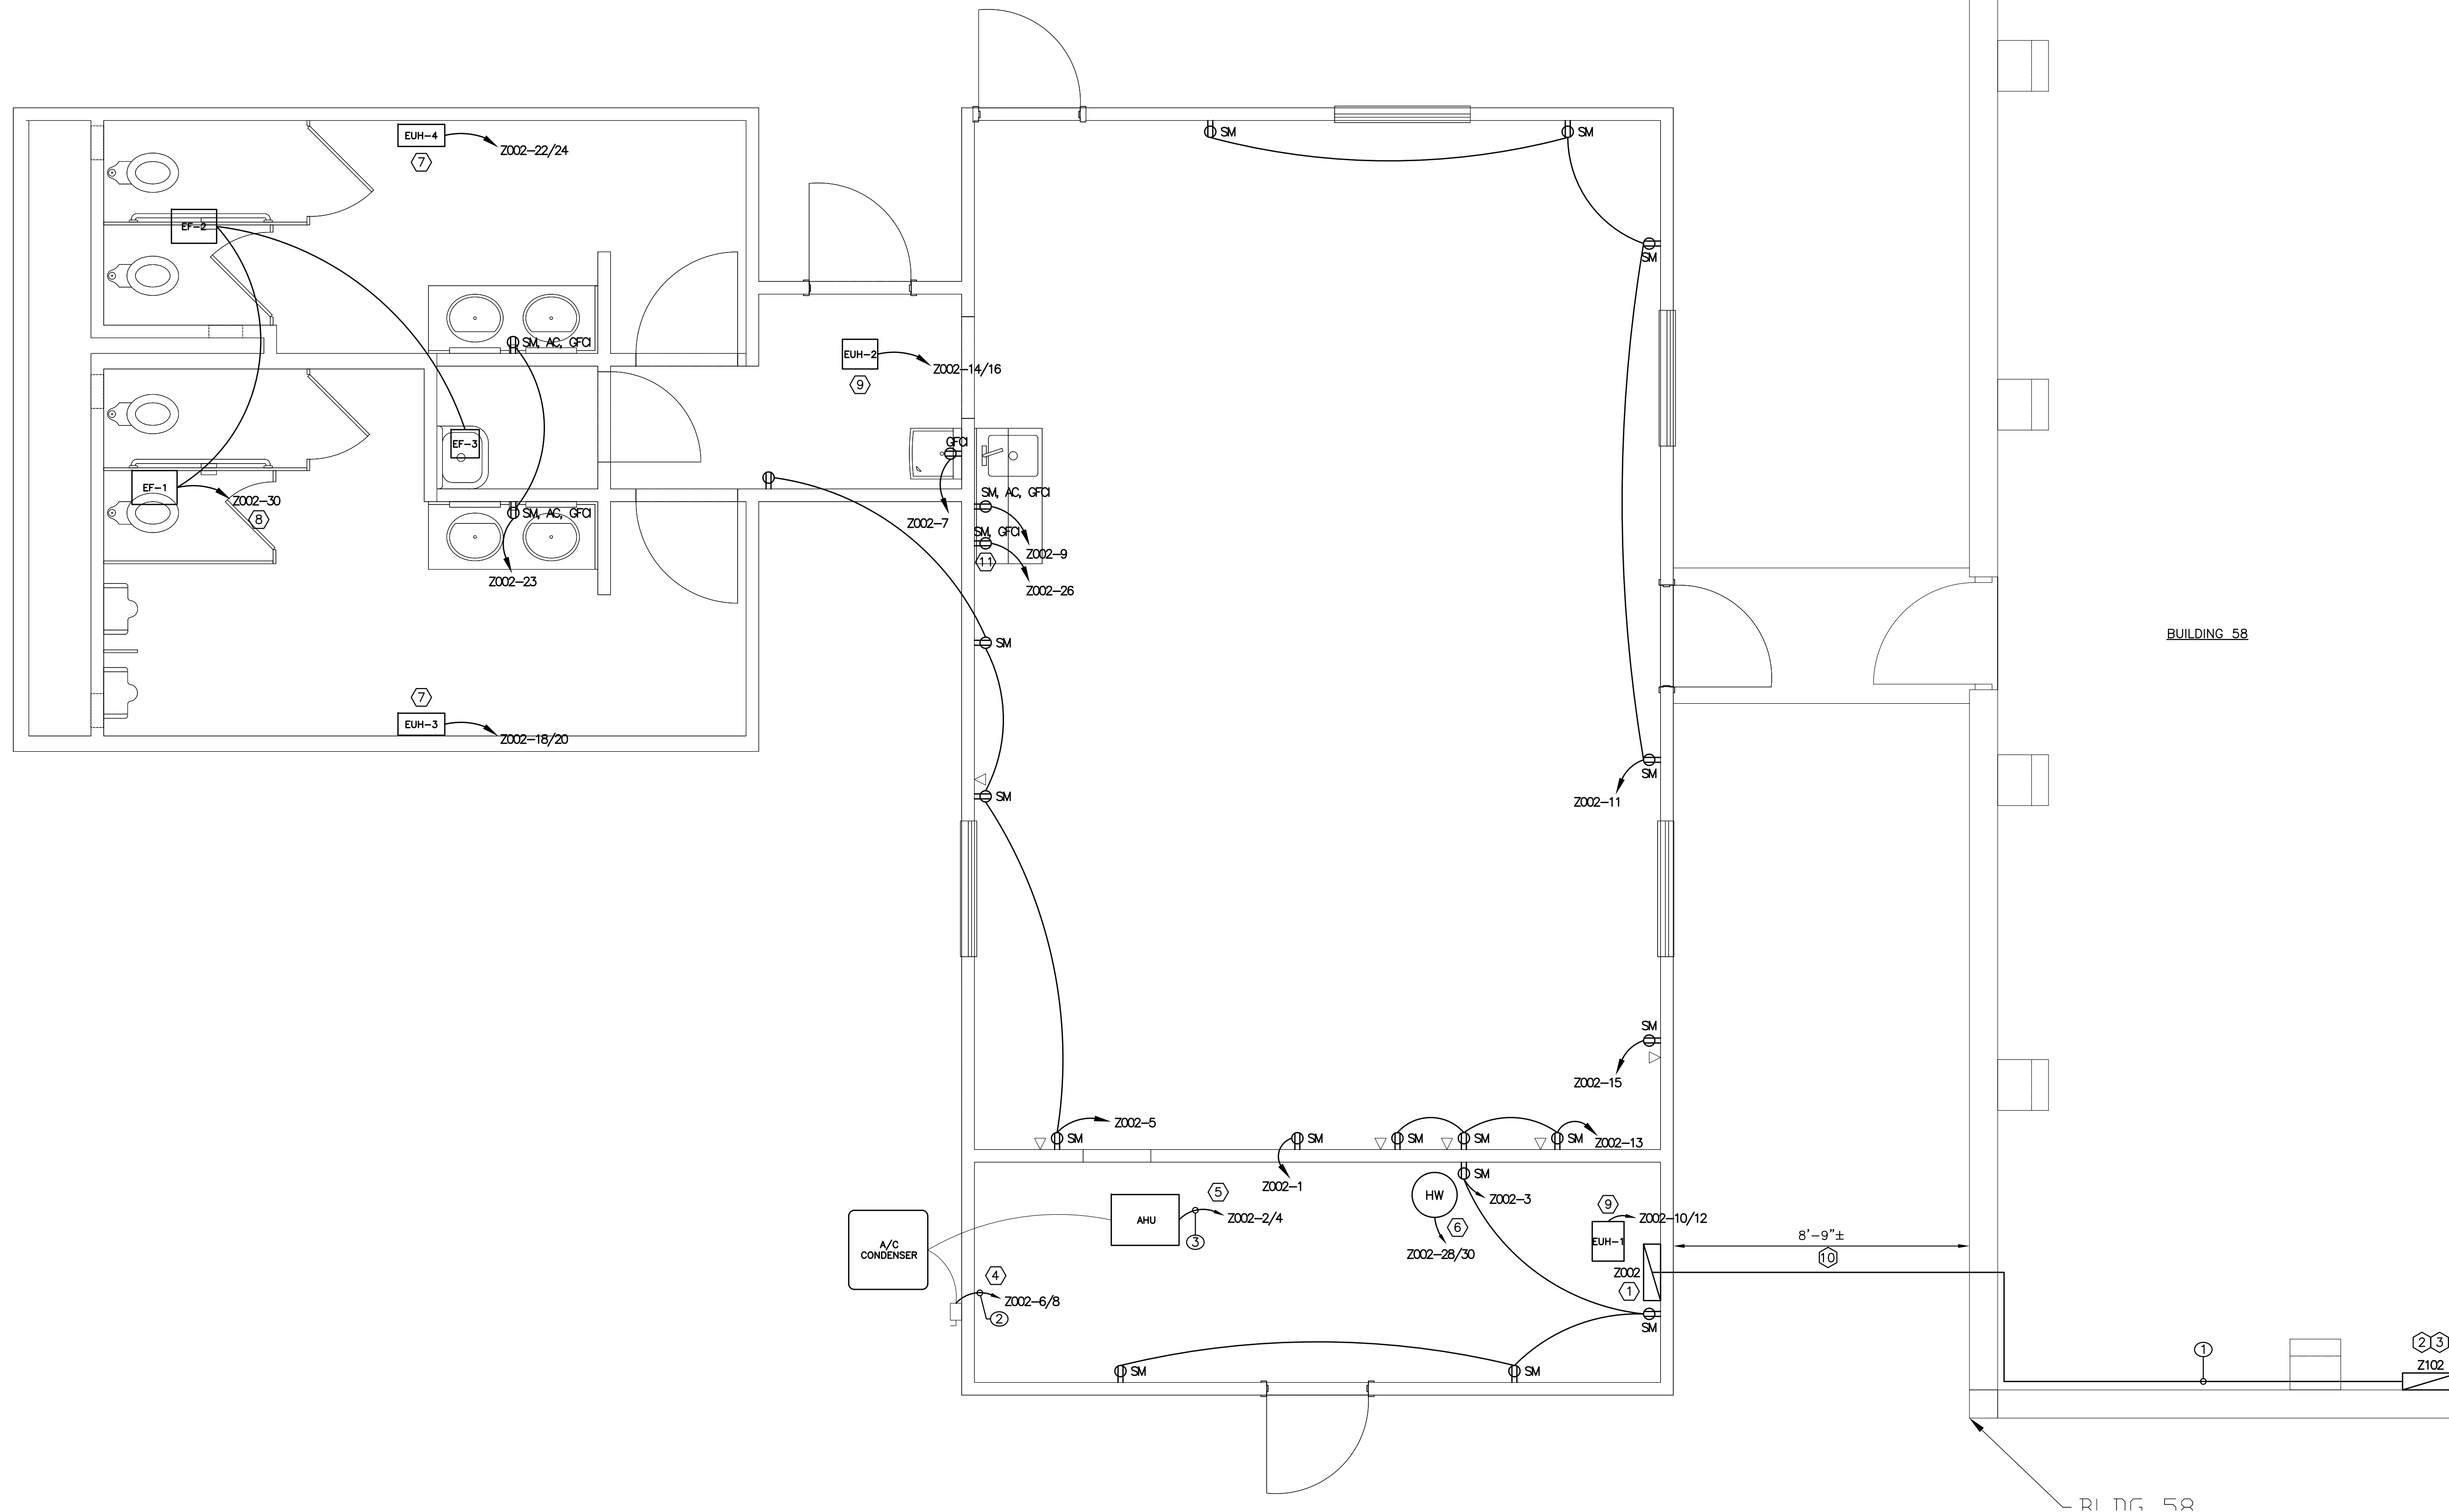 EUH-4
Z002-22/24
7
SM
SM
EF-2
SM
SM, AC, GFCI
EUH-2
Z002-14/16
9
EF-3
GFCI
EF-1
Z002-30
8
SM, AC, GFCI
SM, AC, GFCI
Z002-7
SM, GFCI
Z002-9
11
Z002-26
Z002-23
BUILDING 58
SM
7
EUH-3
Z002-18/20
SM
SM
Z002-11
SM
Z002-15
Z002-5
SM
SM
SM
SM
SM
Z002-13
SM
Z002-1
Z002-3
5
HW
AHU
Z002-2/4
3
6
Z002-28/30
9
Z002-10/12
EUH-1
8'-9"±
10
A/C
CONDENSER
4
Z002-6/8
2
Z002
1
SM
SM
SM
1
2
3
Z102
BLDG 58